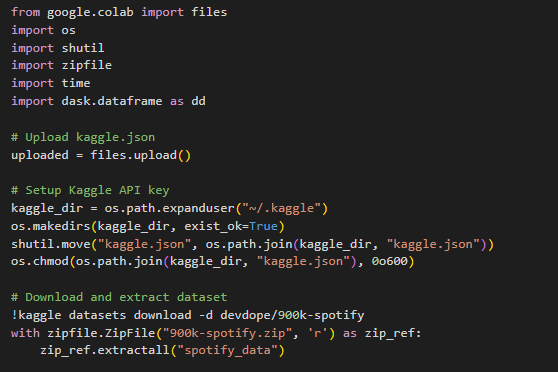 from google.colab import files
import os
import shutil
import zipfile
import time
import dask.dataframe as dd
# Upload kaggle.json
uploaded = files.upload()
# Setup Kaggle API key
kaggle_dir = os.path.expanduser("~/.kaggle")
os.makedirs(kaggle_dir, exist_ok=True)
shutil.move("kaggle.json", os.path.join(kaggle_dir, "kaggle.json"))
os.chmod(os.path.join(kaggle_dir, "kaggle.json"), 0o600)
# Download and extract dataset
!kaggle datasets download -d devdope/900k-spotify
with zipfile.ZipFile("900k-spotify.zip", 'r') as zip_ref:
    zip_ref.extractall("spotify_data")